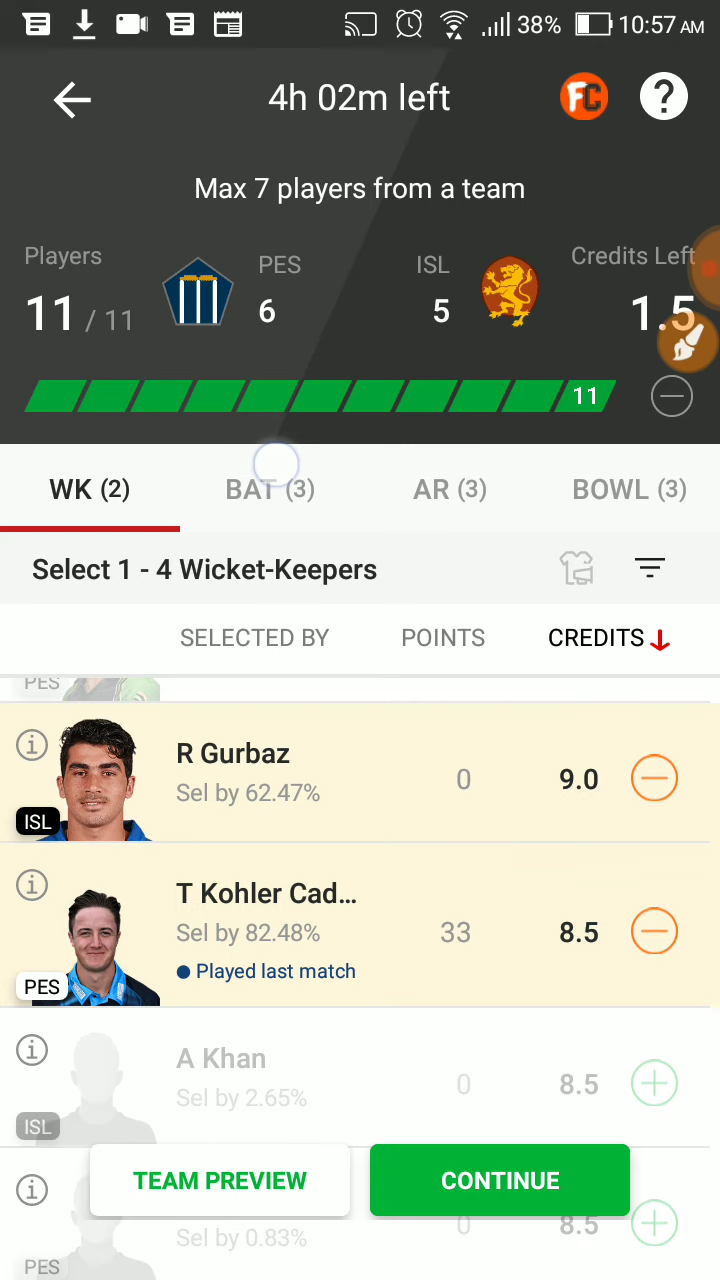 38% 10:57 AM
4h 02m left
FC ?
Max 7 players from a team
Players PES ISL Credits Left
11 / 11 6 5 1.5
11
WK (2) BAT (3) AR (3) BOWL (3)
Select 1 - 4 Wicket-Keepers
SELECTED BY POINTS CREDITS
PES
R Gurbaz
Sel by 62.47% 0 9.0
ISL
T Kohler Cad...
Sel by 82.48% 33 8.5
Played last match
PES
A Khan
Sel by 2.65% 0 8.5
ISL
TEAM PREVIEW CONTINUE
Sel by 0.83% 0 8.5
PES